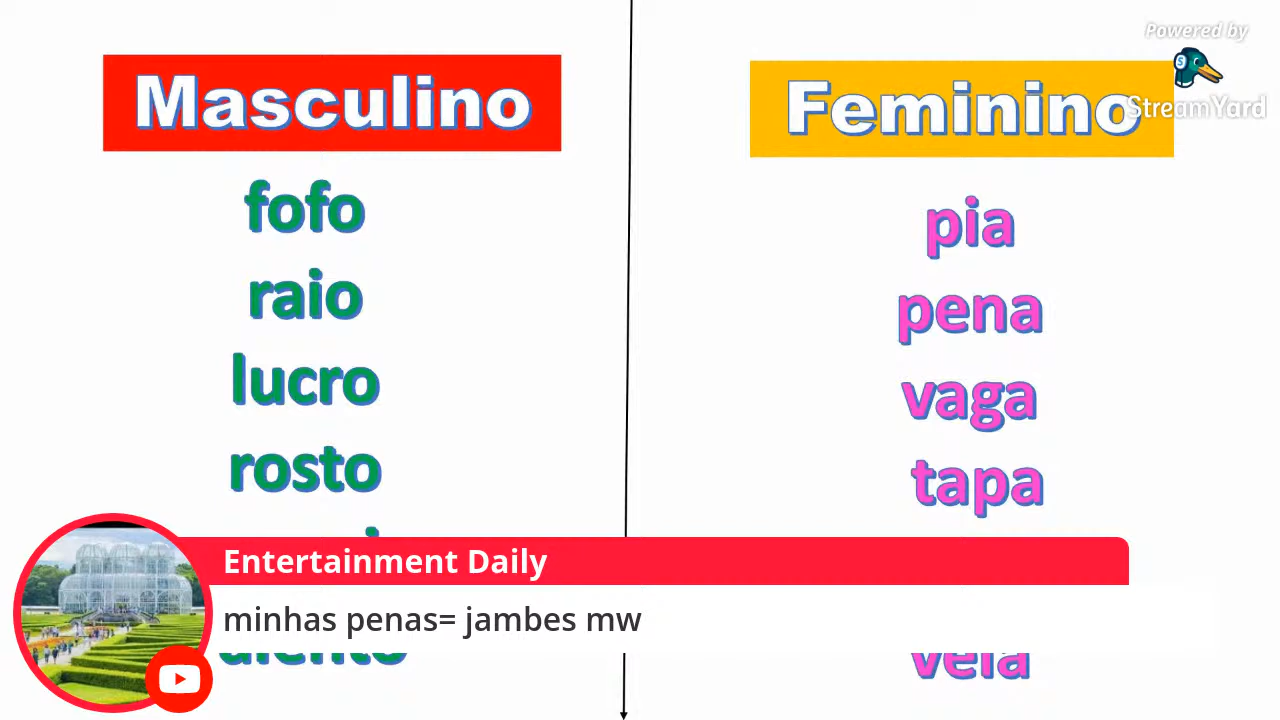 Powered by
StreamYard
Masculino
Feminino
fofo
raio
lucro
rosto
pia
pena
vaga
tapa
Entertainment Daily
minhas penas= jambes mw